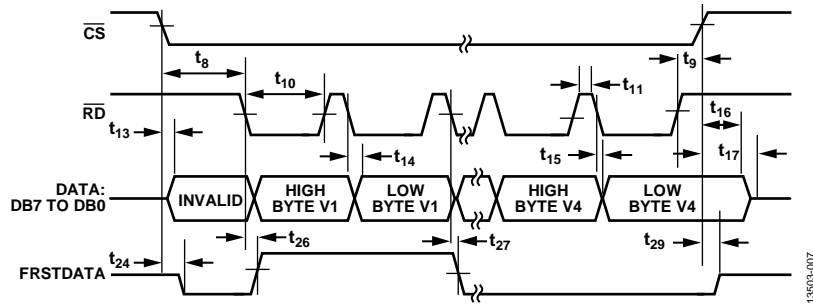 CS
t8
t9
t10
t11
RD
t16
t13
t14
t15
t17
DATA:
DB7 TO DB0
INVALID
HIGH
BYTE V1
LOW
BYTE V1
HIGH
BYTE V4
LOW
BYTE V4
t24
t26
t27
t29
FRSTDATA
13503-007